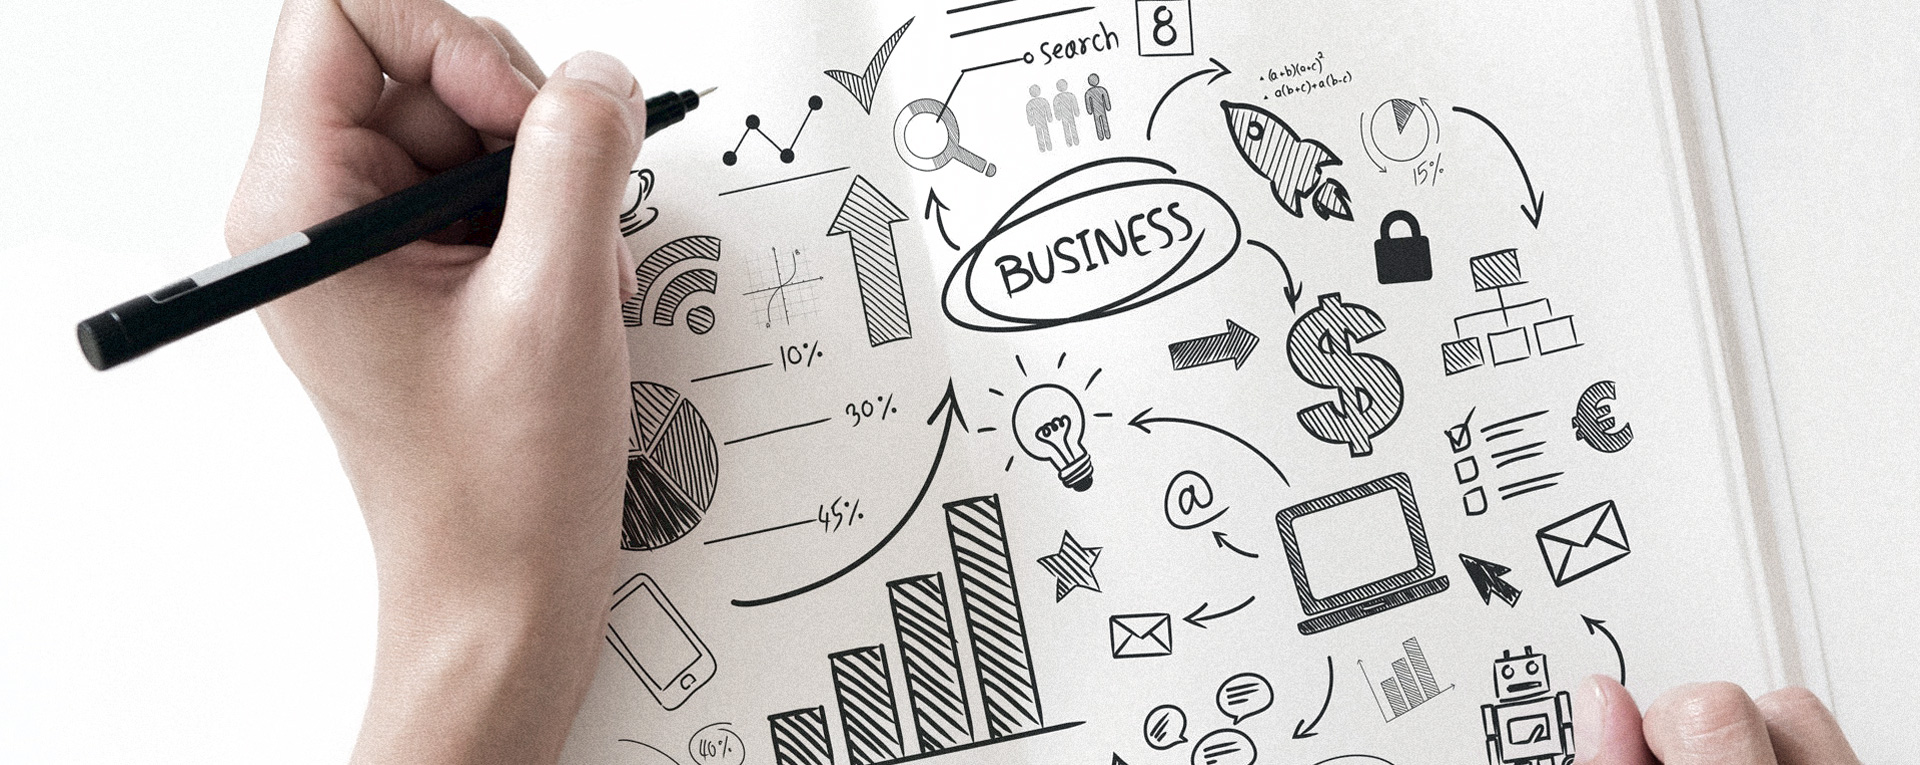 search
8
(a+b)(a+c)²
a(b+c)+a(b-c)
15%
BUSINESS
10%
30%
45%
@
40%